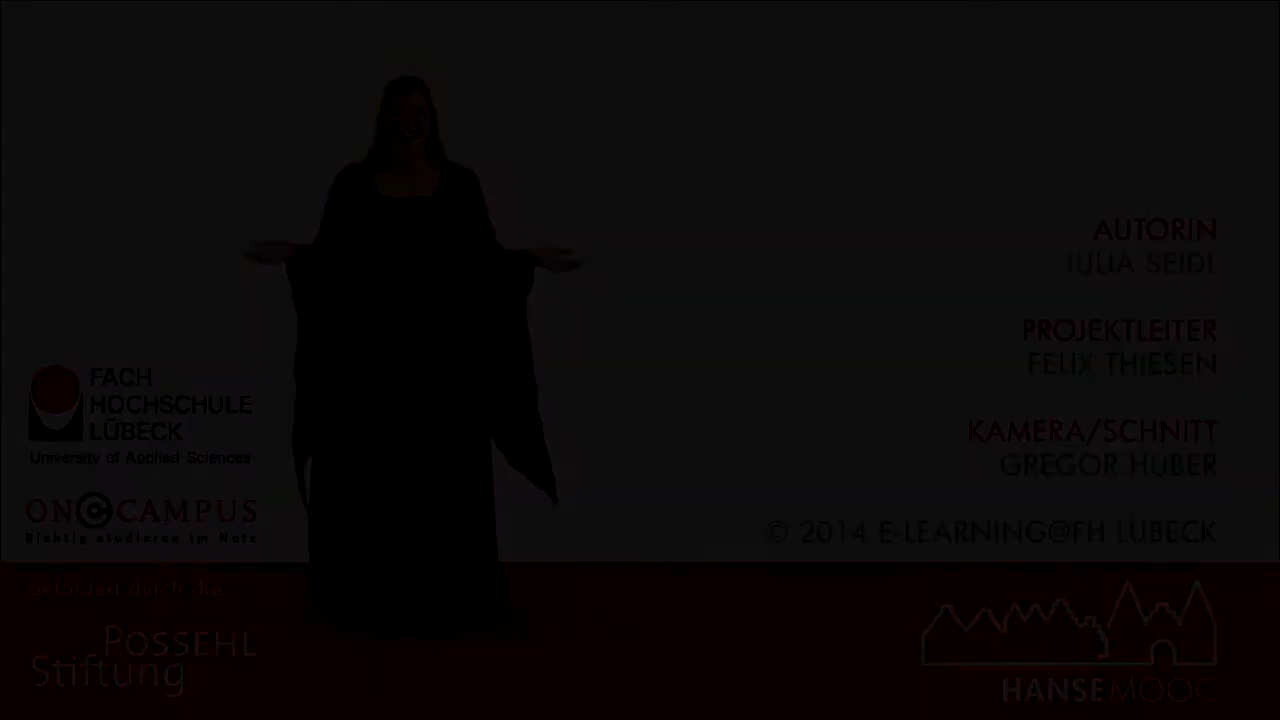 AUTORIN
JULIA SEIDL
PROJEKTLEITER
FELIX THIESEN
KAMERA/SCHNITT
GREGOR HUBER
© 2014 E-LEARNING@FH LÜBECK
FACH
HOCHSCHULE
LÜBECK
University of Applied Sciences
ONCAMPUS
Richtig studieren im Netz
gefördert durch die
POSSEHL
Stiftung
HANSEMOOC